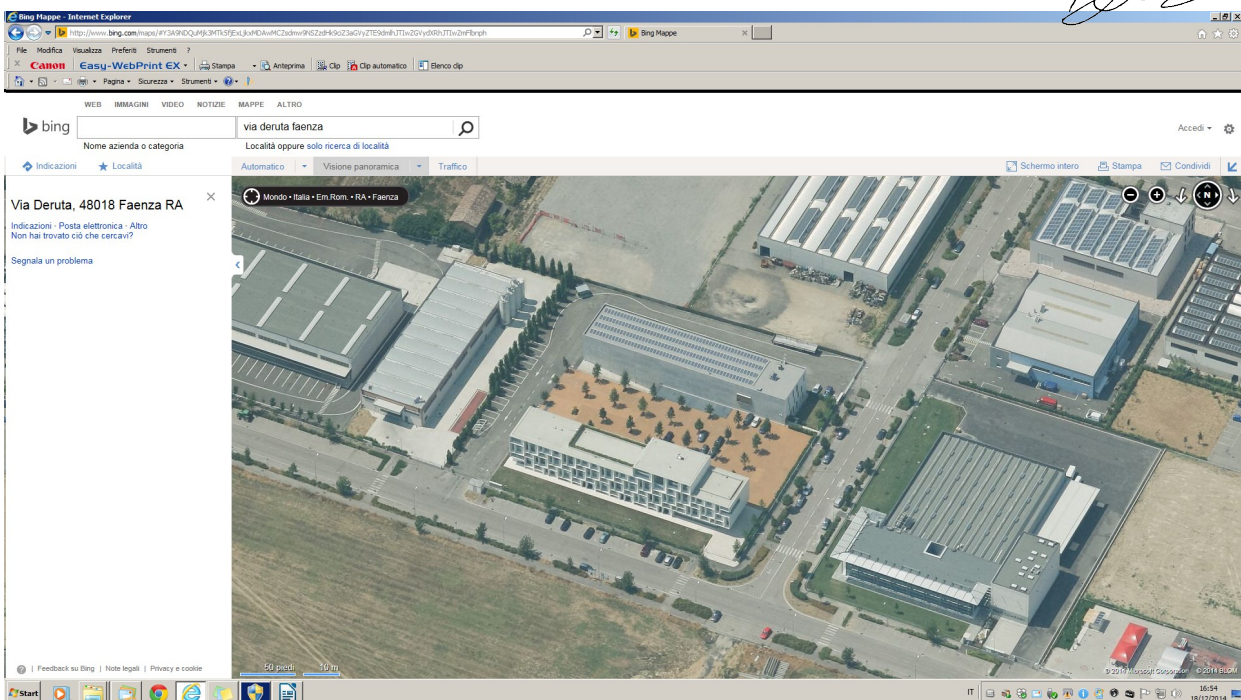 Bing Mappe - Internet Explorer
Bing Mappe
File Modifica Visualizza Preferiti Strumenti ?
Canon Easy-WebPrint EX Stampa Anteprima Clip Clip automatico Elenco clip
Pagina Sicurezza Strumenti
WEB IMMAGINI VIDEO NOTIZIE MAPPE ALTRO
bing via deruta faenza
Accedi
Nome azienda o categoria Località oppure solo ricerca di località
Indicazioni Località Automatico Visione panoramica Traffico Schermo intero Stampa Condividi
Mondo • Italia • Em.Rom. • RA • Faenza
N
Via Deruta, 48018 Faenza RA
Indicazioni · Posta elettronica · Altro
Non hai trovato ciò che cercavi?
Segnala un problema
Feedback su Bing | Note legali | Privacy e cookie
50 piedi 10 m
© 2014 Microsoft Corporation © 2014 BLOM
Start IT 16:54
18/12/2014